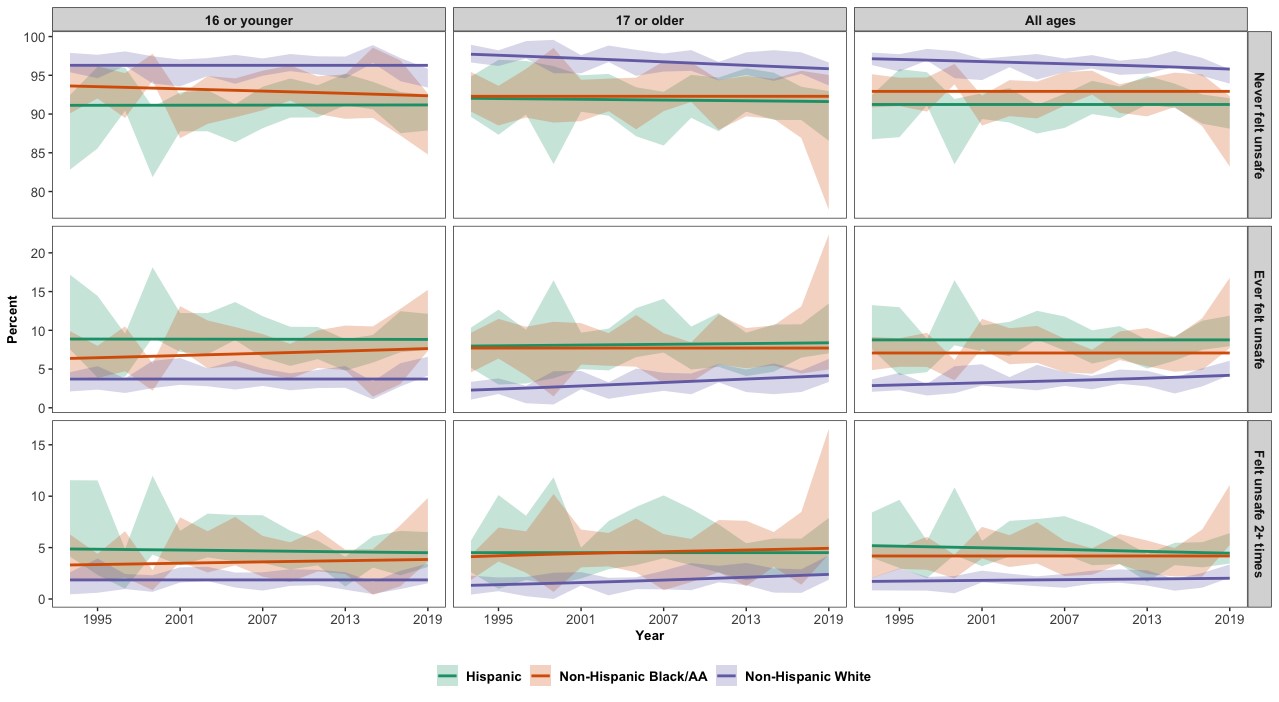 16 or younger
17 or older
All ages
100
95
90
85
80
Never felt unsafe
20
15
10
5
0
Ever felt unsafe
15
10
5
0
Felt unsafe 2+ times
Percent
1995 2001 2007 2013 2019
1995 2001 2007 2013 2019
1995 2001 2007 2013 2019
Year
Hispanic Non-Hispanic Black/AA Non-Hispanic White